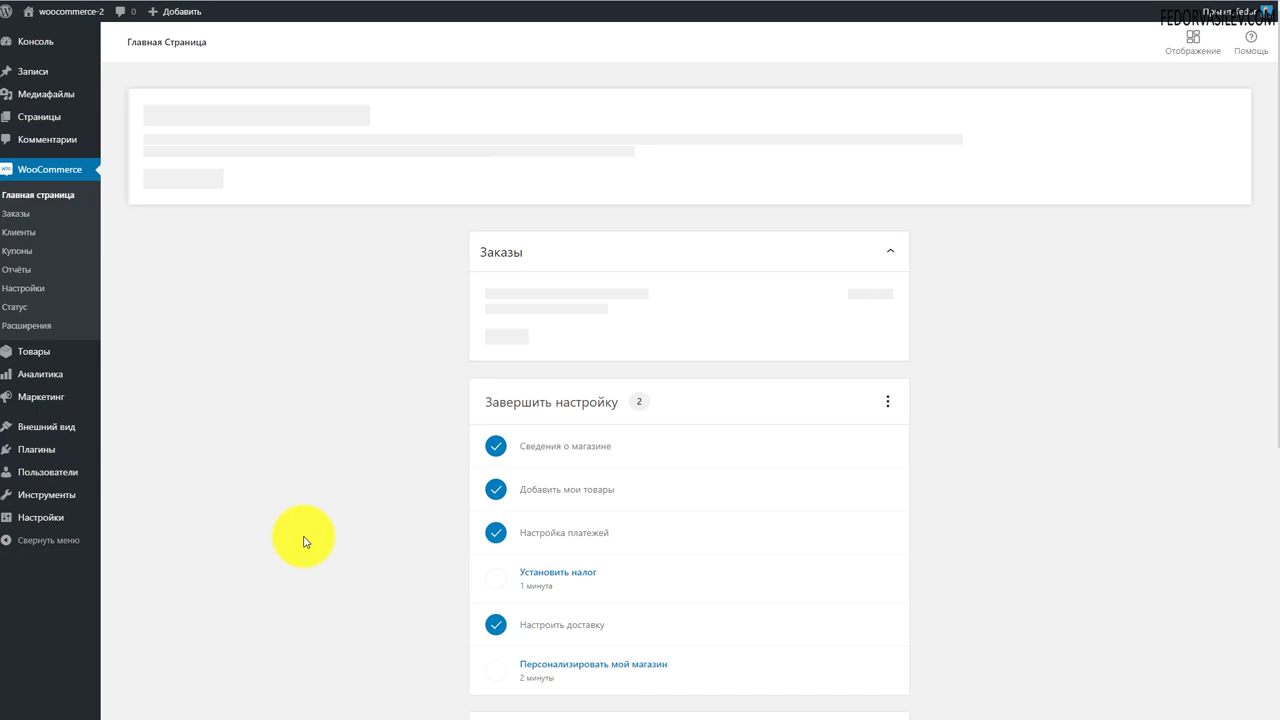 woocommerce-2 0 Добавить
Привет, Fedor
FEDORVASILEV.COM
Консоль
Записи
Медиафайлы
Страницы
Комментарии
WooCommerce
Главная страница
Заказы
Клиенты
Купоны
Отчёты
Настройки
Статус
Расширения
Товары
Аналитика
Маркетинг
Внешний вид
Плагины
Пользователи
Инструменты
Настройки
Свернуть меню
Главная Страница
Отображение
Помощь
Заказы
Завершить настройку 2
Сведения о магазине
Добавить мои товары
Настройка платежей
Установить налог
1 минута
Настроить доставку
Персонализировать мой магазин
2 минуты